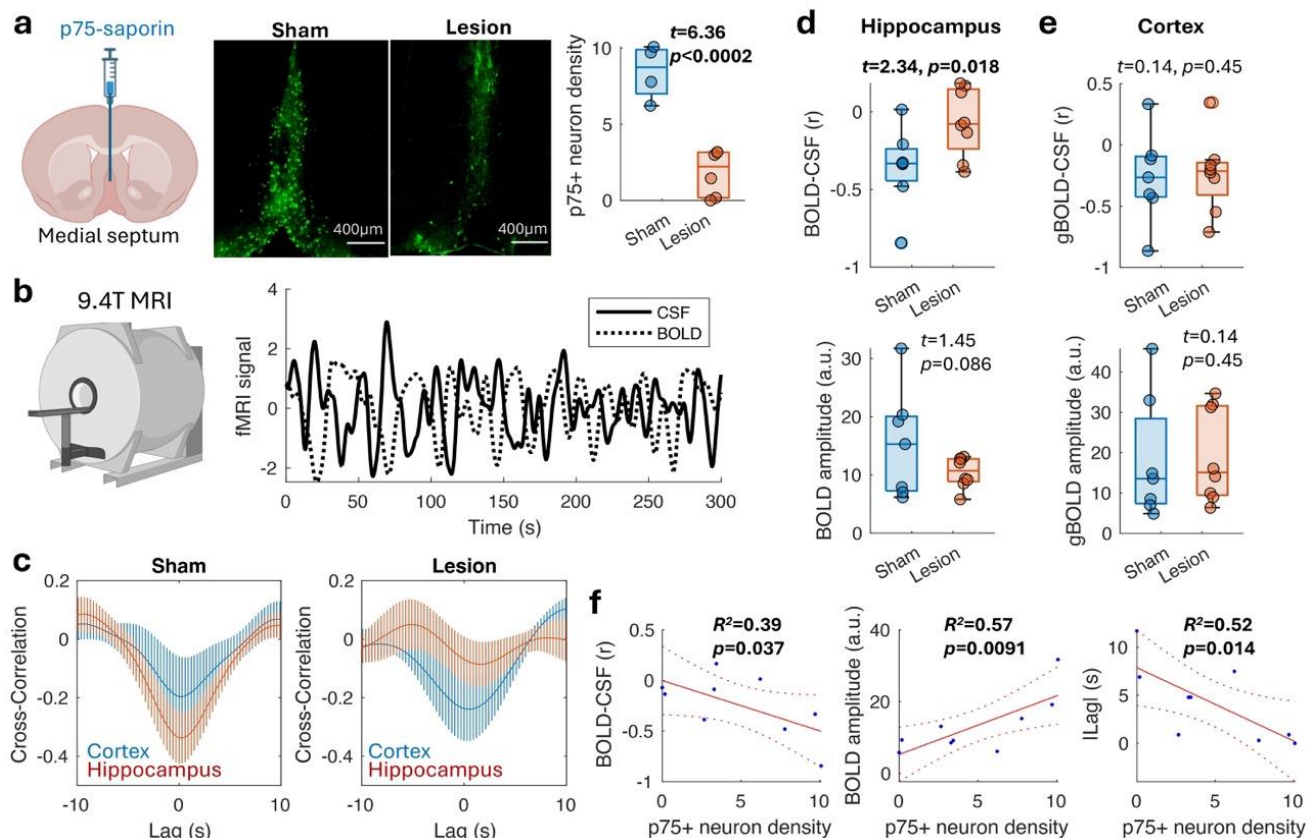 a
p75-saporin
Medial septum
Sham
Lesion
400µm
400µm
p75+ neuron density
10
5
0
t=6.36
p<0.0002
Sham
Lesion
b
9.4T MRI
fMRI signal
4
2
0
-2
CSF
BOLD
0
50
100
150
200
250
300
Time (s)
c
Sham
Cross-Correlation
0.2
0
-0.2
-0.4
Cortex
Hippocampus
-10
0
10
Lag (s)
Lesion
Cross-Correlation
0.2
0
-0.2
-0.4
Cortex
Hippocampus
-10
0
10
Lag (s)
d
Hippocampus
t=2.34, p=0.018
BOLD-CSF (r)
0
-0.5
-1
Sham
Lesion
t=1.45
p=0.086
BOLD amplitude (a.u.)
30
20
10
0
Sham
Lesion
e
Cortex
t=0.14, p=0.45
gBOLD-CSF (r)
0.5
0
-0.5
-1
Sham
Lesion
t=0.14
p=0.45
gBOLD amplitude (a.u.)
50
40
30
20
10
0
Sham
Lesion
f
R²=0.39
p=0.037
BOLD-CSF (r)
0.5
0
-0.5
-1
0
5
10
p75+ neuron density
R²=0.57
p=0.0091
BOLD amplitude (a.u.)
40
20
0
0
5
10
p75+ neuron density
R²=0.52
p=0.014
|Lag| (s)
10
5
0
0
5
10
p75+ neuron density